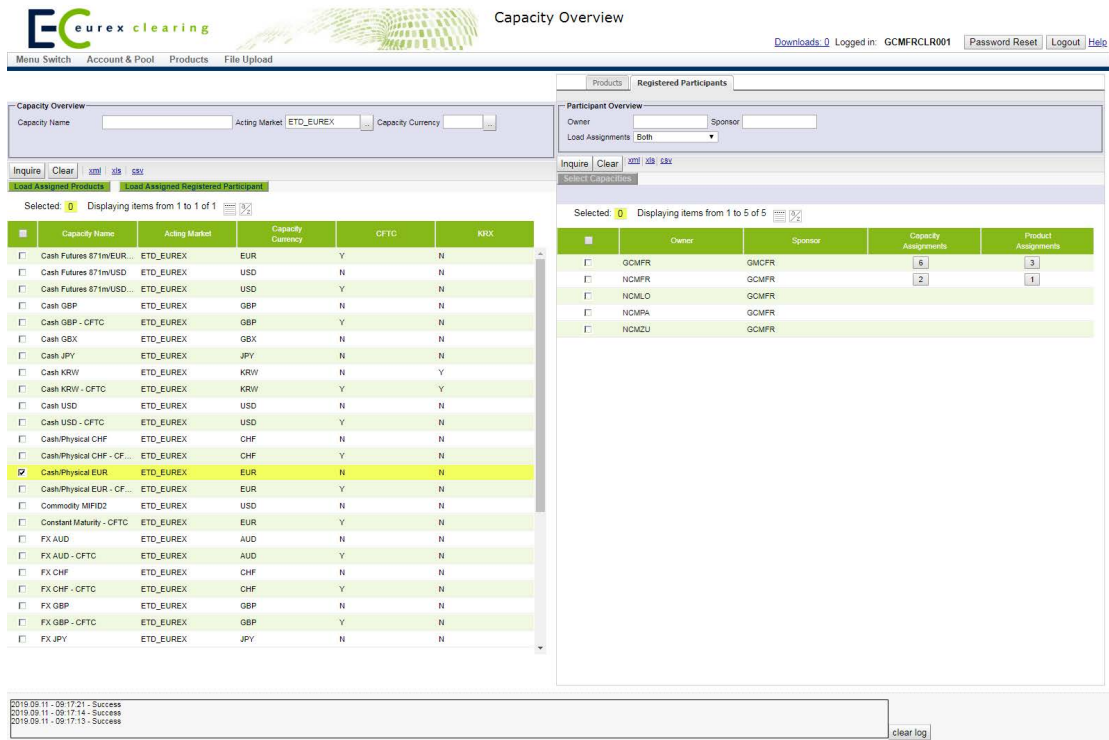 EC eurex clearing
Capacity Overview
Downloads: 0 Logged in: GCMFRCLR001 Password Reset Logout Help
Menu Switch Account & Pool Products File Upload
Products Registered Participants
Capacity Overview
Capacity Name Acting Market ETD_EUREX .. Capacity Currency ..
Inquire Clear xml xls csv
Load Assigned Products Load Assigned Registered Participant
Selected: 0 Displaying items from 1 to 1 of 1
Capacity Name Acting Market Capacity Currency CFTC KRX
Cash Futures 871m/EUR... ETD_EUREX EUR Y N
Cash Futures 871m/USD ETD_EUREX USD N N
Cash Futures 871m/USD... ETD_EUREX USD Y N
Cash GBP ETD_EUREX GBP N N
Cash GBP - CFTC ETD_EUREX GBP Y N
Cash GBX ETD_EUREX GBX N N
Cash JPY ETD_EUREX JPY N N
Cash KRW ETD_EUREX KRW N Y
Cash KRW - CFTC ETD_EUREX KRW Y Y
Cash USD ETD_EUREX USD N N
Cash USD - CFTC ETD_EUREX USD Y N
Cash/Physical CHF ETD_EUREX CHF N N
Cash/Physical CHF - CF... ETD_EUREX CHF Y N
Cash/Physical EUR ETD_EUREX EUR N N
Cash/Physical EUR - CF... ETD_EUREX EUR Y N
Commodity MIFID2 ETD_EUREX USD N N
Constant Maturity - CFTC ETD_EUREX EUR Y N
FX AUD ETD_EUREX AUD N N
FX AUD - CFTC ETD_EUREX AUD Y N
FX CHF ETD_EUREX CHF N N
FX CHF - CFTC ETD_EUREX CHF Y N
FX GBP ETD_EUREX GBP N N
FX GBP - CFTC ETD_EUREX GBP Y N
FX JPY ETD_EUREX JPY N N
Participant Overview
Owner Sponsor
Load Assignments Both
Inquire Clear xml xls csv
Select Capacities
Selected: 0 Displaying items from 1 to 5 of 5
Owner Sponsor Capacity Assignments Product Assignments
GCMFR GMCFR 6 3
NCMFR GCMFR 2 1
NCMLO GCMFR
NCMPA GCMFR
NCMZU GCMFR
2019.09.11 - 09:17:21 - Success
2019.09.11 - 09:17:14 - Success
2019.09.11 - 09:17:13 - Success
clear log